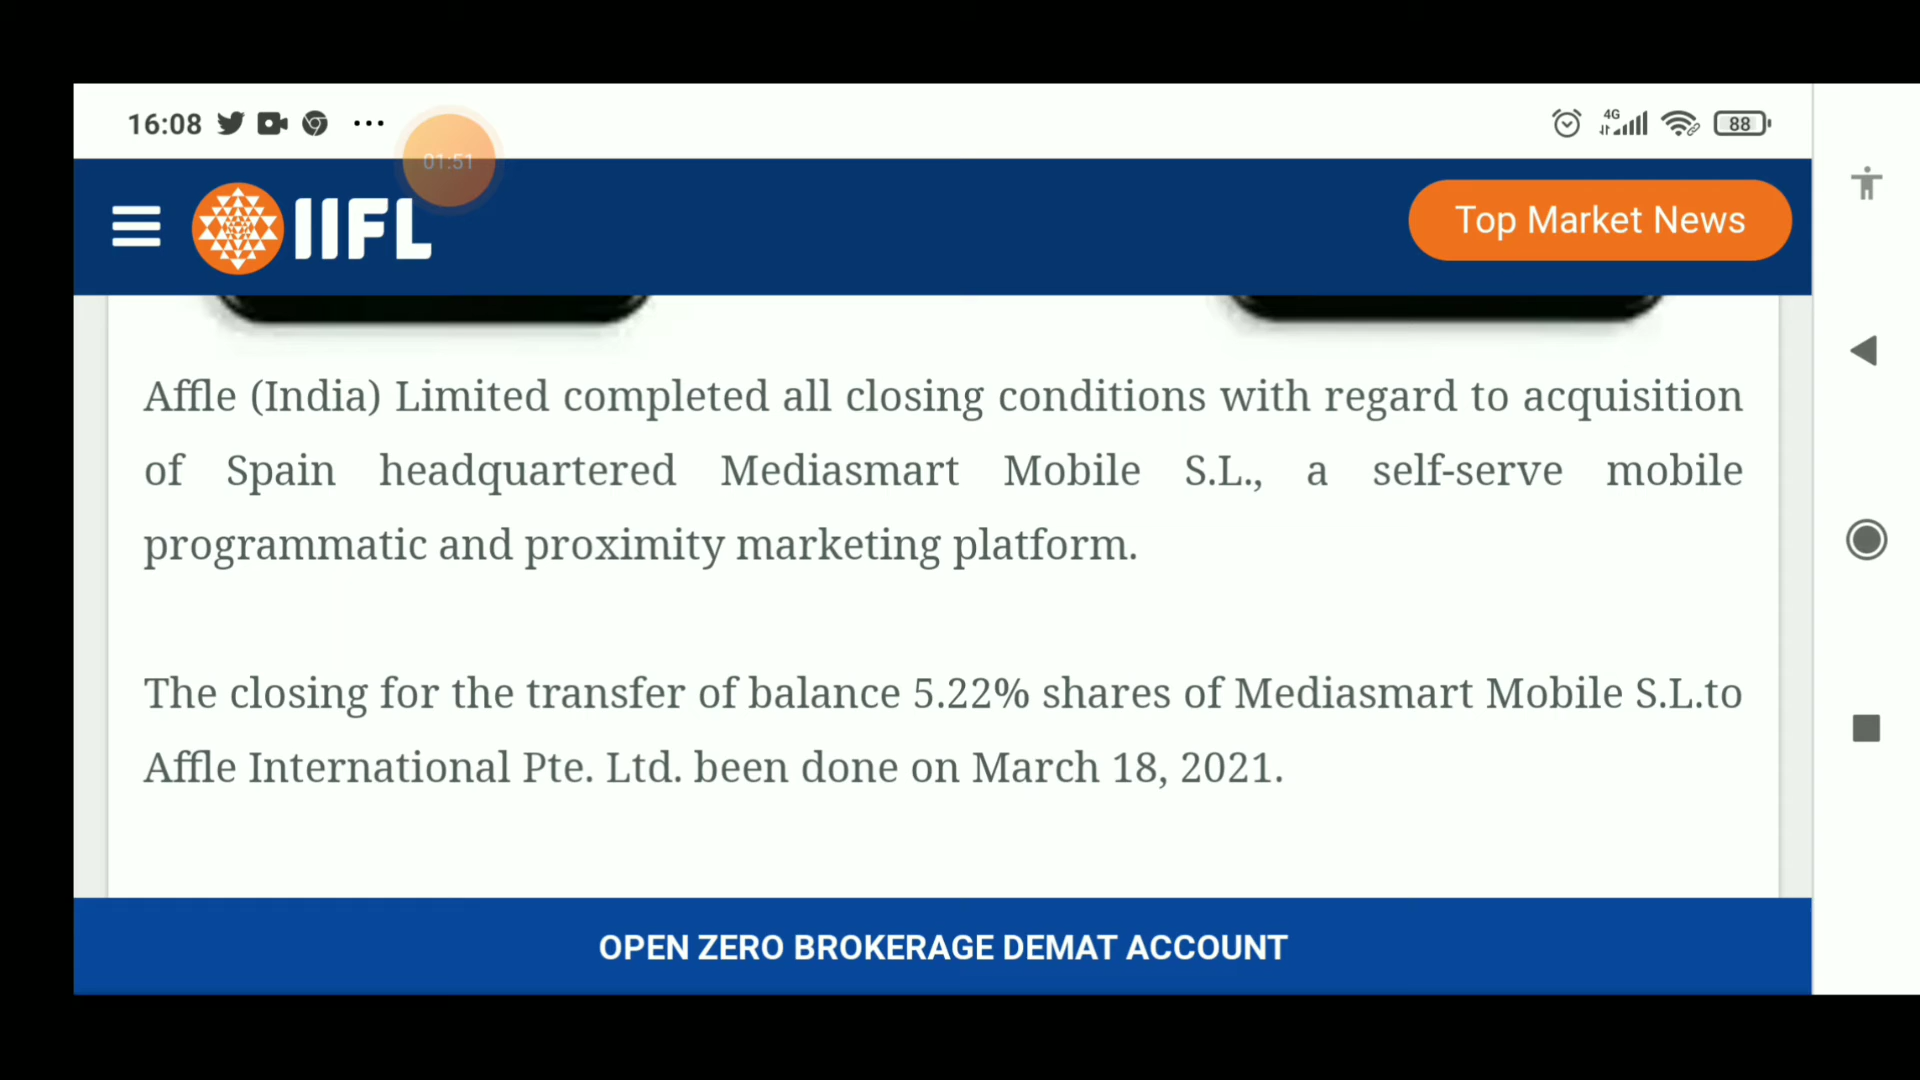 16:08
4G
88
01:51
IIFL
Top Market News
Affle (India) Limited completed all closing conditions with regard to acquisition
of Spain headquartered Mediasmart Mobile S.L., a self-serve mobile
programmatic and proximity marketing platform.
The closing for the transfer of balance 5.22% shares of Mediasmart Mobile S.L.to
Affle International Pte. Ltd. been done on March 18, 2021.
OPEN ZERO BROKERAGE DEMAT ACCOUNT